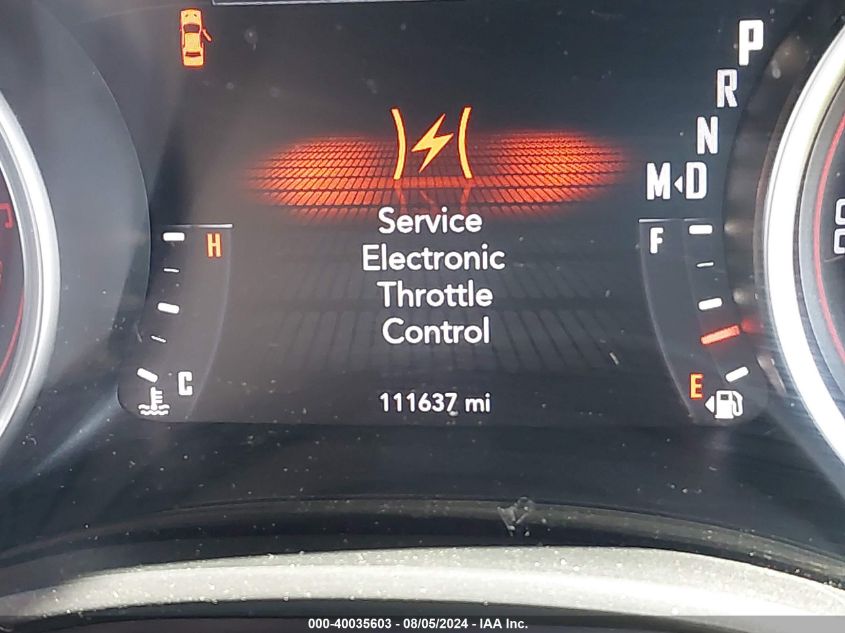 P
R
N
M D
H
F
Service
Electronic
Throttle
Control
C
E
111637 mi
000-40035603 - 08/05/2024 - IAA Inc.